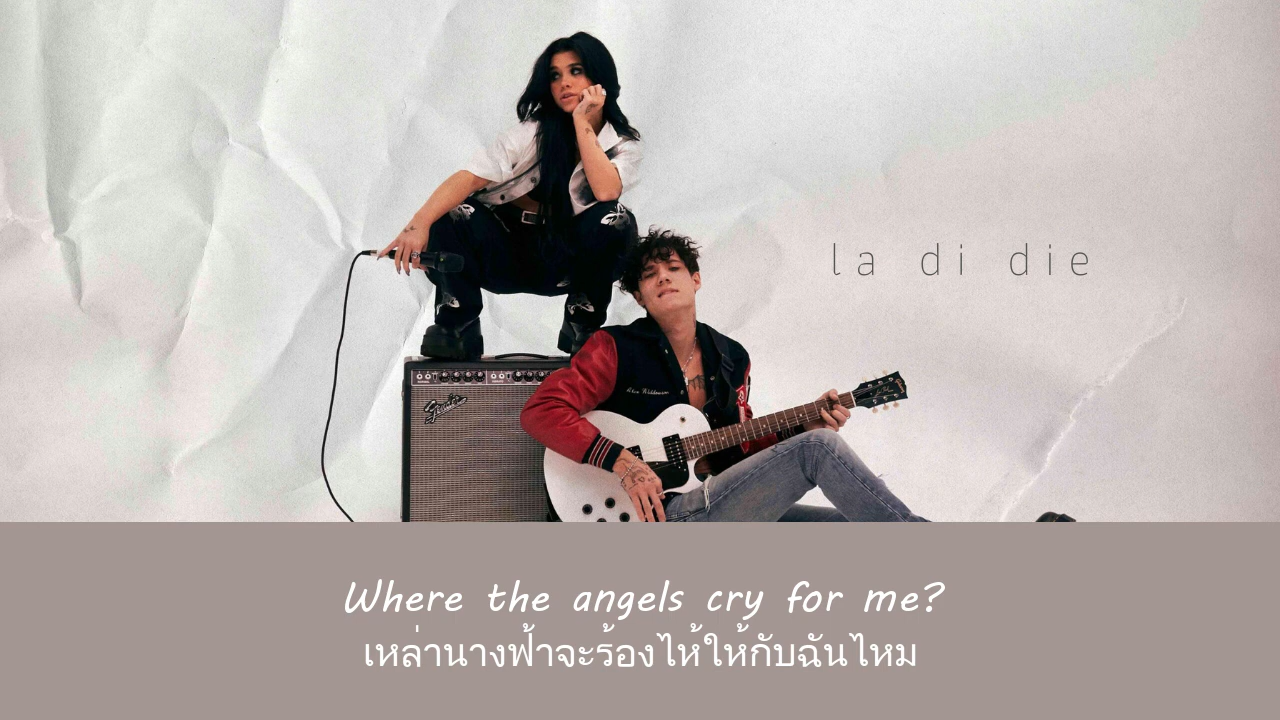 la di die
Fender
Where the angels cry for me?
เหล่านางฟ้าจะร้องไห้ให้กับฉันไหม